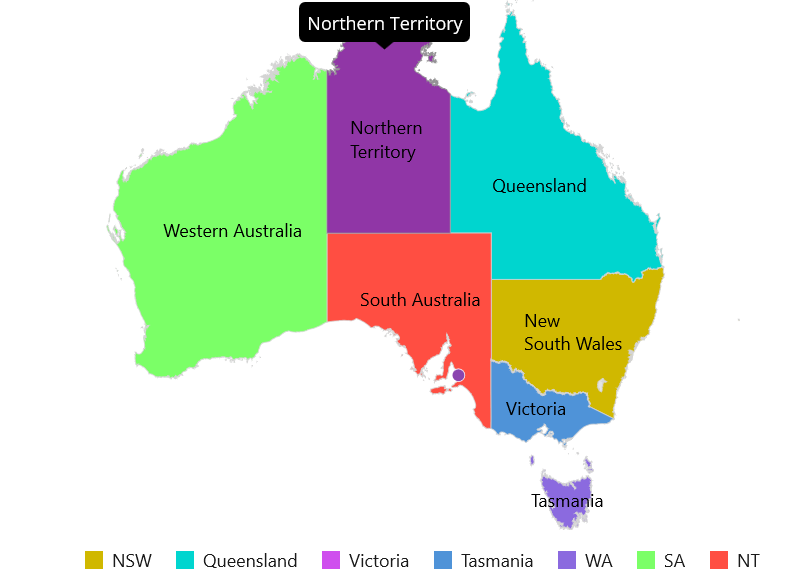 Northern Territory
Northern
Territory
Queensland
Western Australia
South Australia
New
South Wales
Victoria
Tasmania
NSW Queensland Victoria Tasmania WA SA NT